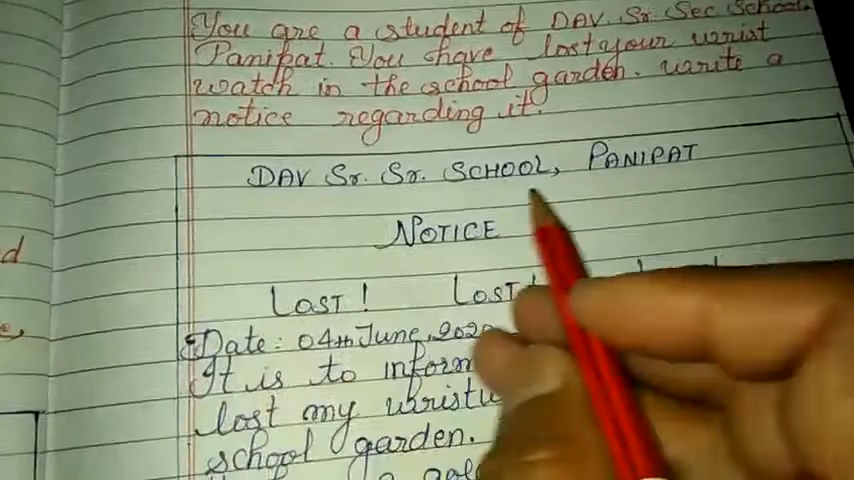 You are a student of DAV. Sr. Sec School.
Panipat. You have lost your wrist
watch in the school garden. write a
notice regarding it.
DAV Sr. Sr. SCHOOL, PANIPAT
NOTICE
LOST! LOST!
Date: 04th June, 2020
It is to inform
lost my wristw
school garden.
d